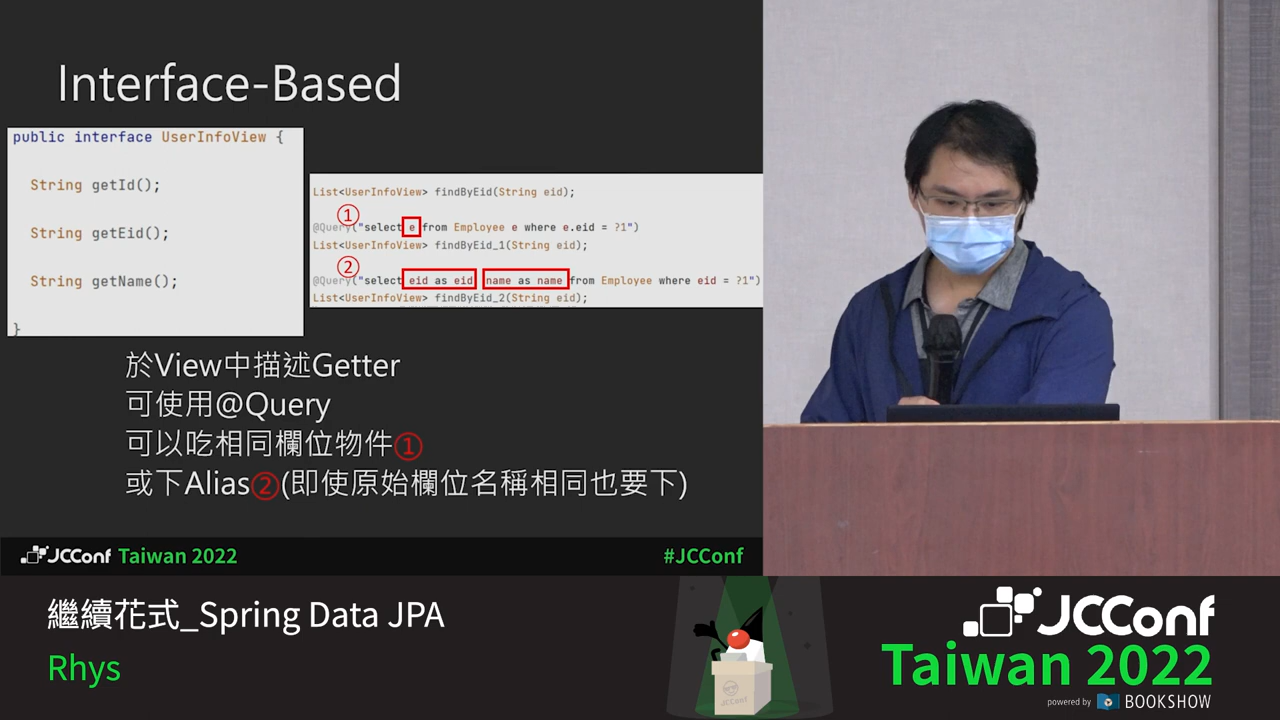 Interface-Based
public interface UserInfoView {
String getId();
String getEid();
String getName();
}
List<UserInfoView> findByEid(String eid);
①
@Query("select e from Employee e where e.eid = ?1")
List<UserInfoView> findByEid_1(String eid);
②
@Query("select eid as eid, name as name from Employee where eid = ?1")
List<UserInfoView> findByEid_2(String eid);
於View中描述Getter
可使用@Query
可以吃相同欄位物件①
或下Alias②(即使原始欄位名稱相同也要下)
JCConf Taiwan 2022
#JCConf
繼續花式_Spring Data JPA
Rhys
JCConf
JCConf
Taiwan 2022
powered by BOOKSHOW